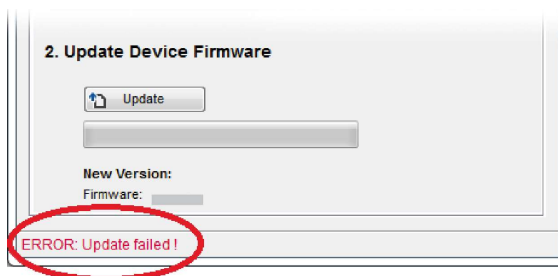 2. Update Device Firmware
Update
New Version:
Firmware:
ERROR: Update failed !